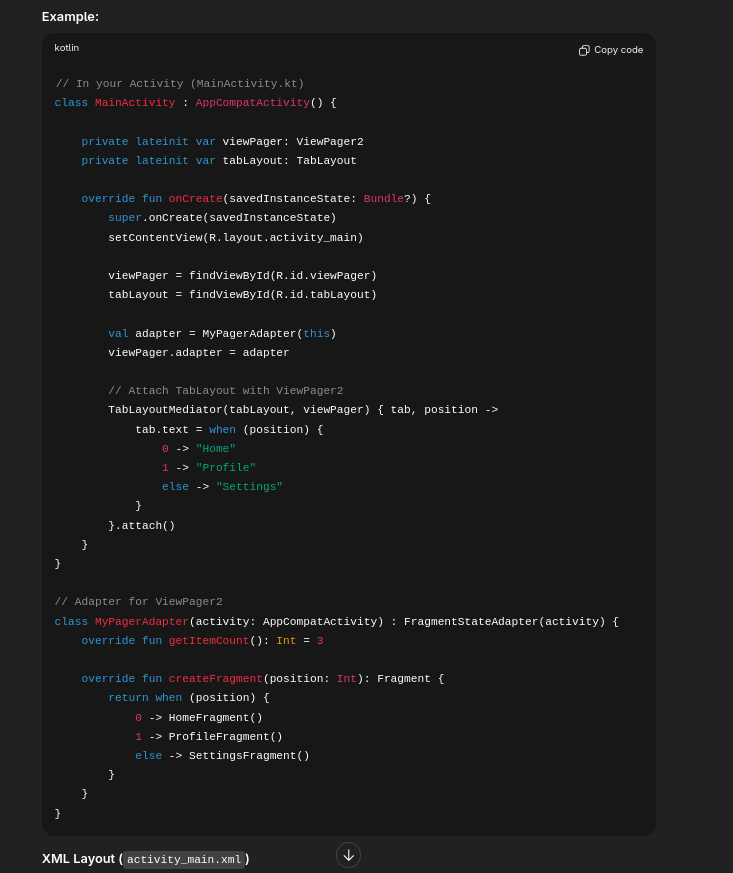 Example:
kotlin
Copy code
// In your Activity (MainActivity.kt)
class MainActivity : AppCompatActivity() {
    private lateinit var viewPager: ViewPager2
    private lateinit var tabLayout: TabLayout
    override fun onCreate(savedInstanceState: Bundle?) {
        super.onCreate(savedInstanceState)
        setContentView(R.layout.activity_main)
        viewPager = findViewById(R.id.viewPager)
        tabLayout = findViewById(R.id.tabLayout)
        val adapter = MyPagerAdapter(this)
        viewPager.adapter = adapter
        // Attach TabLayout with ViewPager2
        TabLayoutMediator(tabLayout, viewPager) { tab, position ->
            tab.text = when (position) {
                0 -> "Home"
                1 -> "Profile"
                else -> "Settings"
            }
        }.attach()
    }
}
// Adapter for ViewPager2
class MyPagerAdapter(activity: AppCompatActivity) : FragmentStateAdapter(activity) {
    override fun getItemCount(): Int = 3
    override fun createFragment(position: Int): Fragment {
        return when (position) {
            0 -> HomeFragment()
            1 -> ProfileFragment()
            else -> SettingsFragment()
        }
    }
}
XML Layout (activity_main.xml)